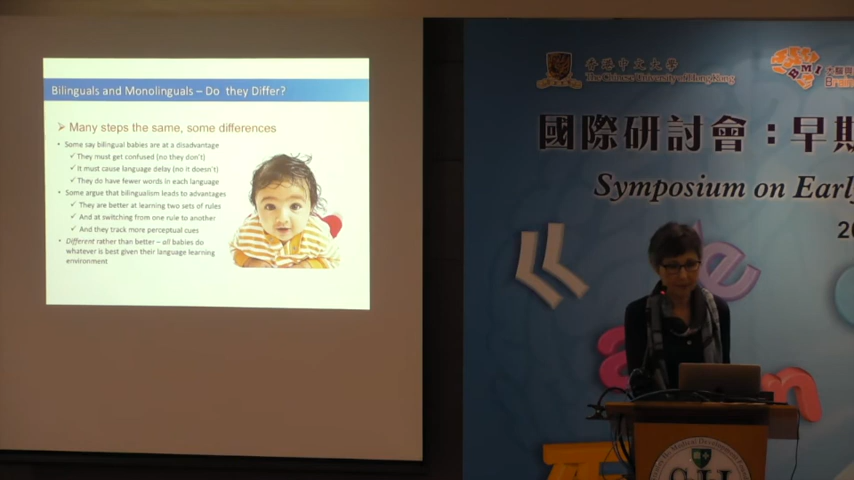 Bilinguals and Monolinguals – Do they Differ?
➢ Many steps the same, some differences
• Some say bilingual babies are at a disadvantage
✓ They must get confused (no they don't)
✓ It must cause language delay (no it doesn't)
✓ They do have fewer words in each language
• Some argue that bilingualism leads to advantages
✓ They are better at learning two sets of rules
✓ And at switching from one rule to another
✓ And they track more perceptual cues
• Different rather than better – all babies do
whatever is best given their language learning
environment
香港中文大學
The Chinese University of Hong Kong
BMI
大腦
Brain
國際研討會：早期
Symposium on Early
20